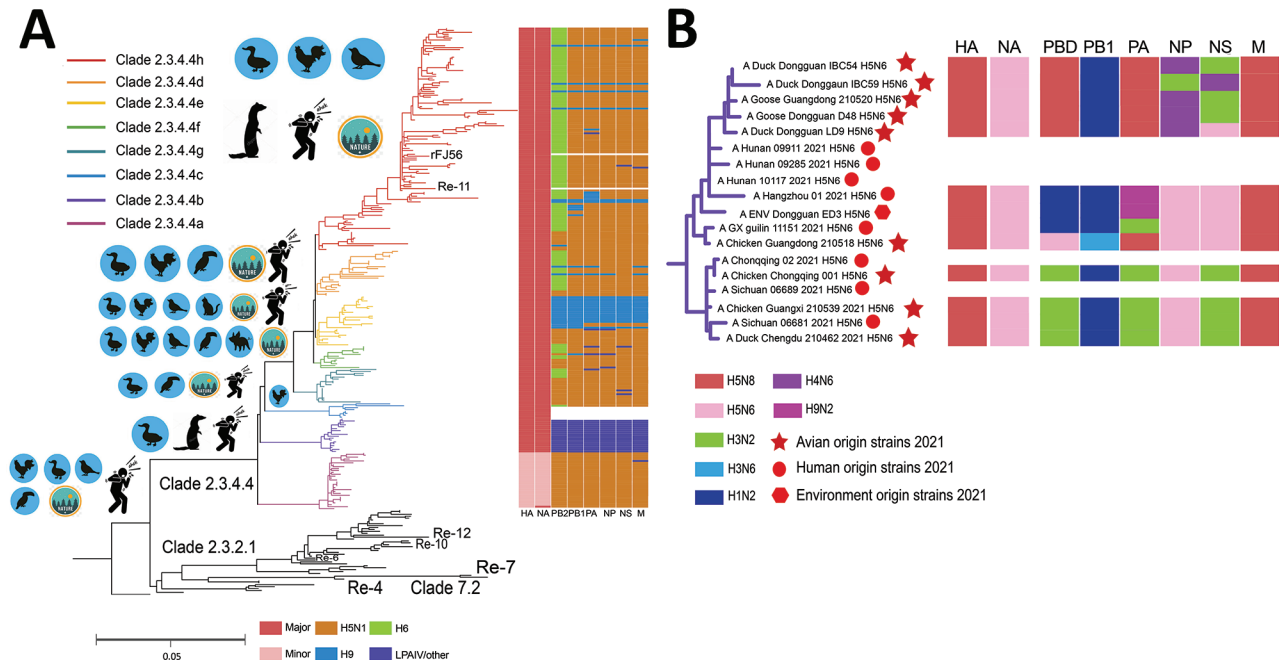 A
Clade 2.3.4.4h
Clade 2.3.4.4d
Clade 2.3.4.4e
Clade 2.3.4.4f
Clade 2.3.4.4g
Clade 2.3.4.4c
Clade 2.3.4.4b
Clade 2.3.4.4a
NATURE
rFJ56
Re-11
NATURE
NATURE
NATURE
NATURE
NATURE
Clade 2.3.4.4
Clade 2.3.2.1
Re-12
Re-10
Re-6
Re-7
Re-4
Clade 7.2
HA NA PB2 PB1 PA NP NS M
0.05
Major
H5N1
H6
Minor
H9
LPAIV/other
B
HA NA PBD PB1 PA NP NS M
A Duck Dongguan IBC54 H5N6
A Duck Donggaun IBC59 H5N6
A Goose Guangdong 210520 H5N6
A Goose Dongguan D48 H5N6
A Duck Dongguan LD9 H5N6
A Hunan 09911 2021 H5N6
A Hunan 09285 2021 H5N6
A Hunan 10117 2021 H5N6
A Hangzhou 01 2021 H5N6
A ENV Dongguan ED3 H5N6
A GX guilin 11151 2021 H5N6
A Chicken Guangdong 210518 H5N6
A Chonqqing 02 2021 H5N6
A Chicken Chongqing 001 H5N6
A Sichuan 06689 2021 H5N6
A Chicken Guangxi 210539 2021 H5N6
A Sichuan 06681 2021 H5N6
A Duck Chengdu 210462 2021 H5N6
H5N8
H4N6
H5N6
H9N2
H3N2
Avian origin strains 2021
H3N6
Human origin strains 2021
H1N2
Environment origin strains 2021